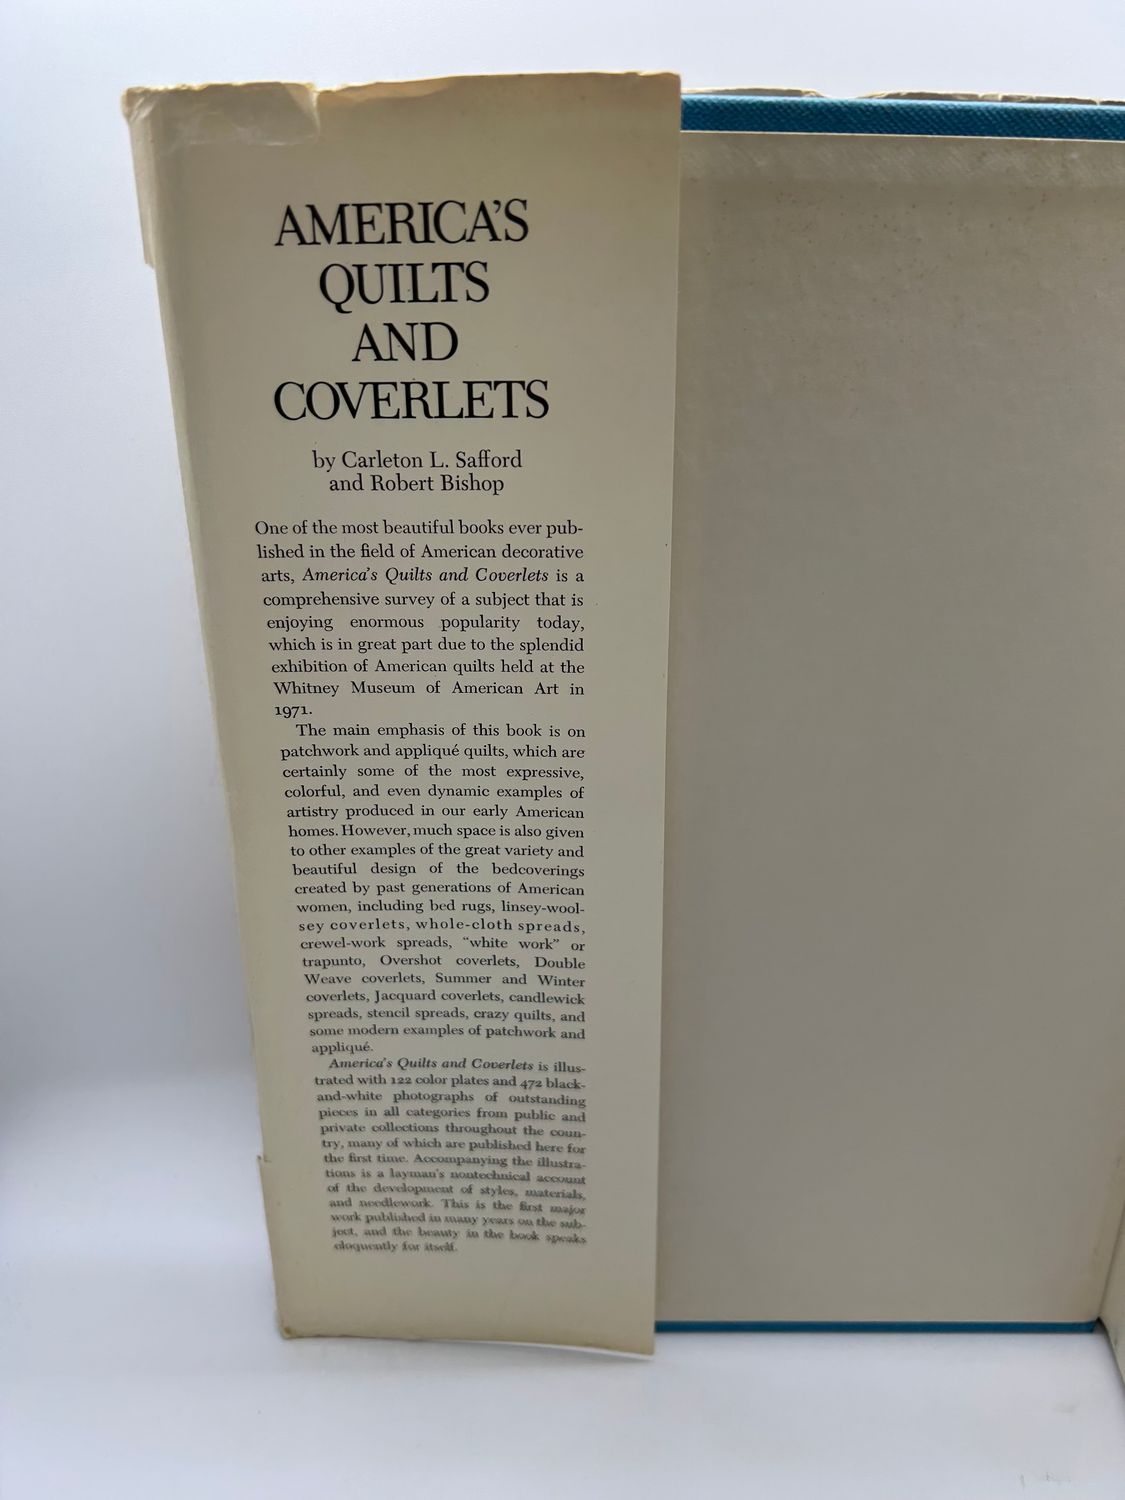 AMERICA'S
QUILTS
AND
COVERLETS
by Carleton L. Safford
and Robert Bishop
One of the most beautiful books ever pub-
lished in the field of American decorative
arts, America's Quilts and Coverlets is a
comprehensive survey of a subject that is
enjoying enormous popularity today,
which is in great part due to the splendid
exhibition of American quilts held at the
Whitney Museum of American Art in
1971.
The main emphasis of this book is on
patchwork and appliqué quilts, which are
certainly some of the most expressive,
colorful, and even dynamic examples of
artistry produced in our early American
homes. However, much space is also given
to other examples of the great variety and
beautiful design of the bedcoverings
created by past generations of American
women, including bed rugs, linsey-wool-
sey coverlets, whole-cloth spreads,
crewel-work spreads, "white work" or
trapunto, Overshot coverlets, Double
Weave coverlets, Summer and Winter
coverlets, Jacquard coverlets, candlewick
spreads, stencil spreads, crazy quilts, and
some modern examples of patchwork and
appliqué.
America's Quilts and Coverlets is illus-
trated with 122 color plates and 472 black-
and-white photographs of outstanding
pieces in all categories from public and
private collections throughout the coun-
try, many of which are published here for
the first time. Accompanying the illustra-
tions is a layman's nontechnical account
of the development of styles, materials,
and needlework. This is the first major
work published in many years on the sub-
ject, and the beauty in the book speaks
eloquently for itself.